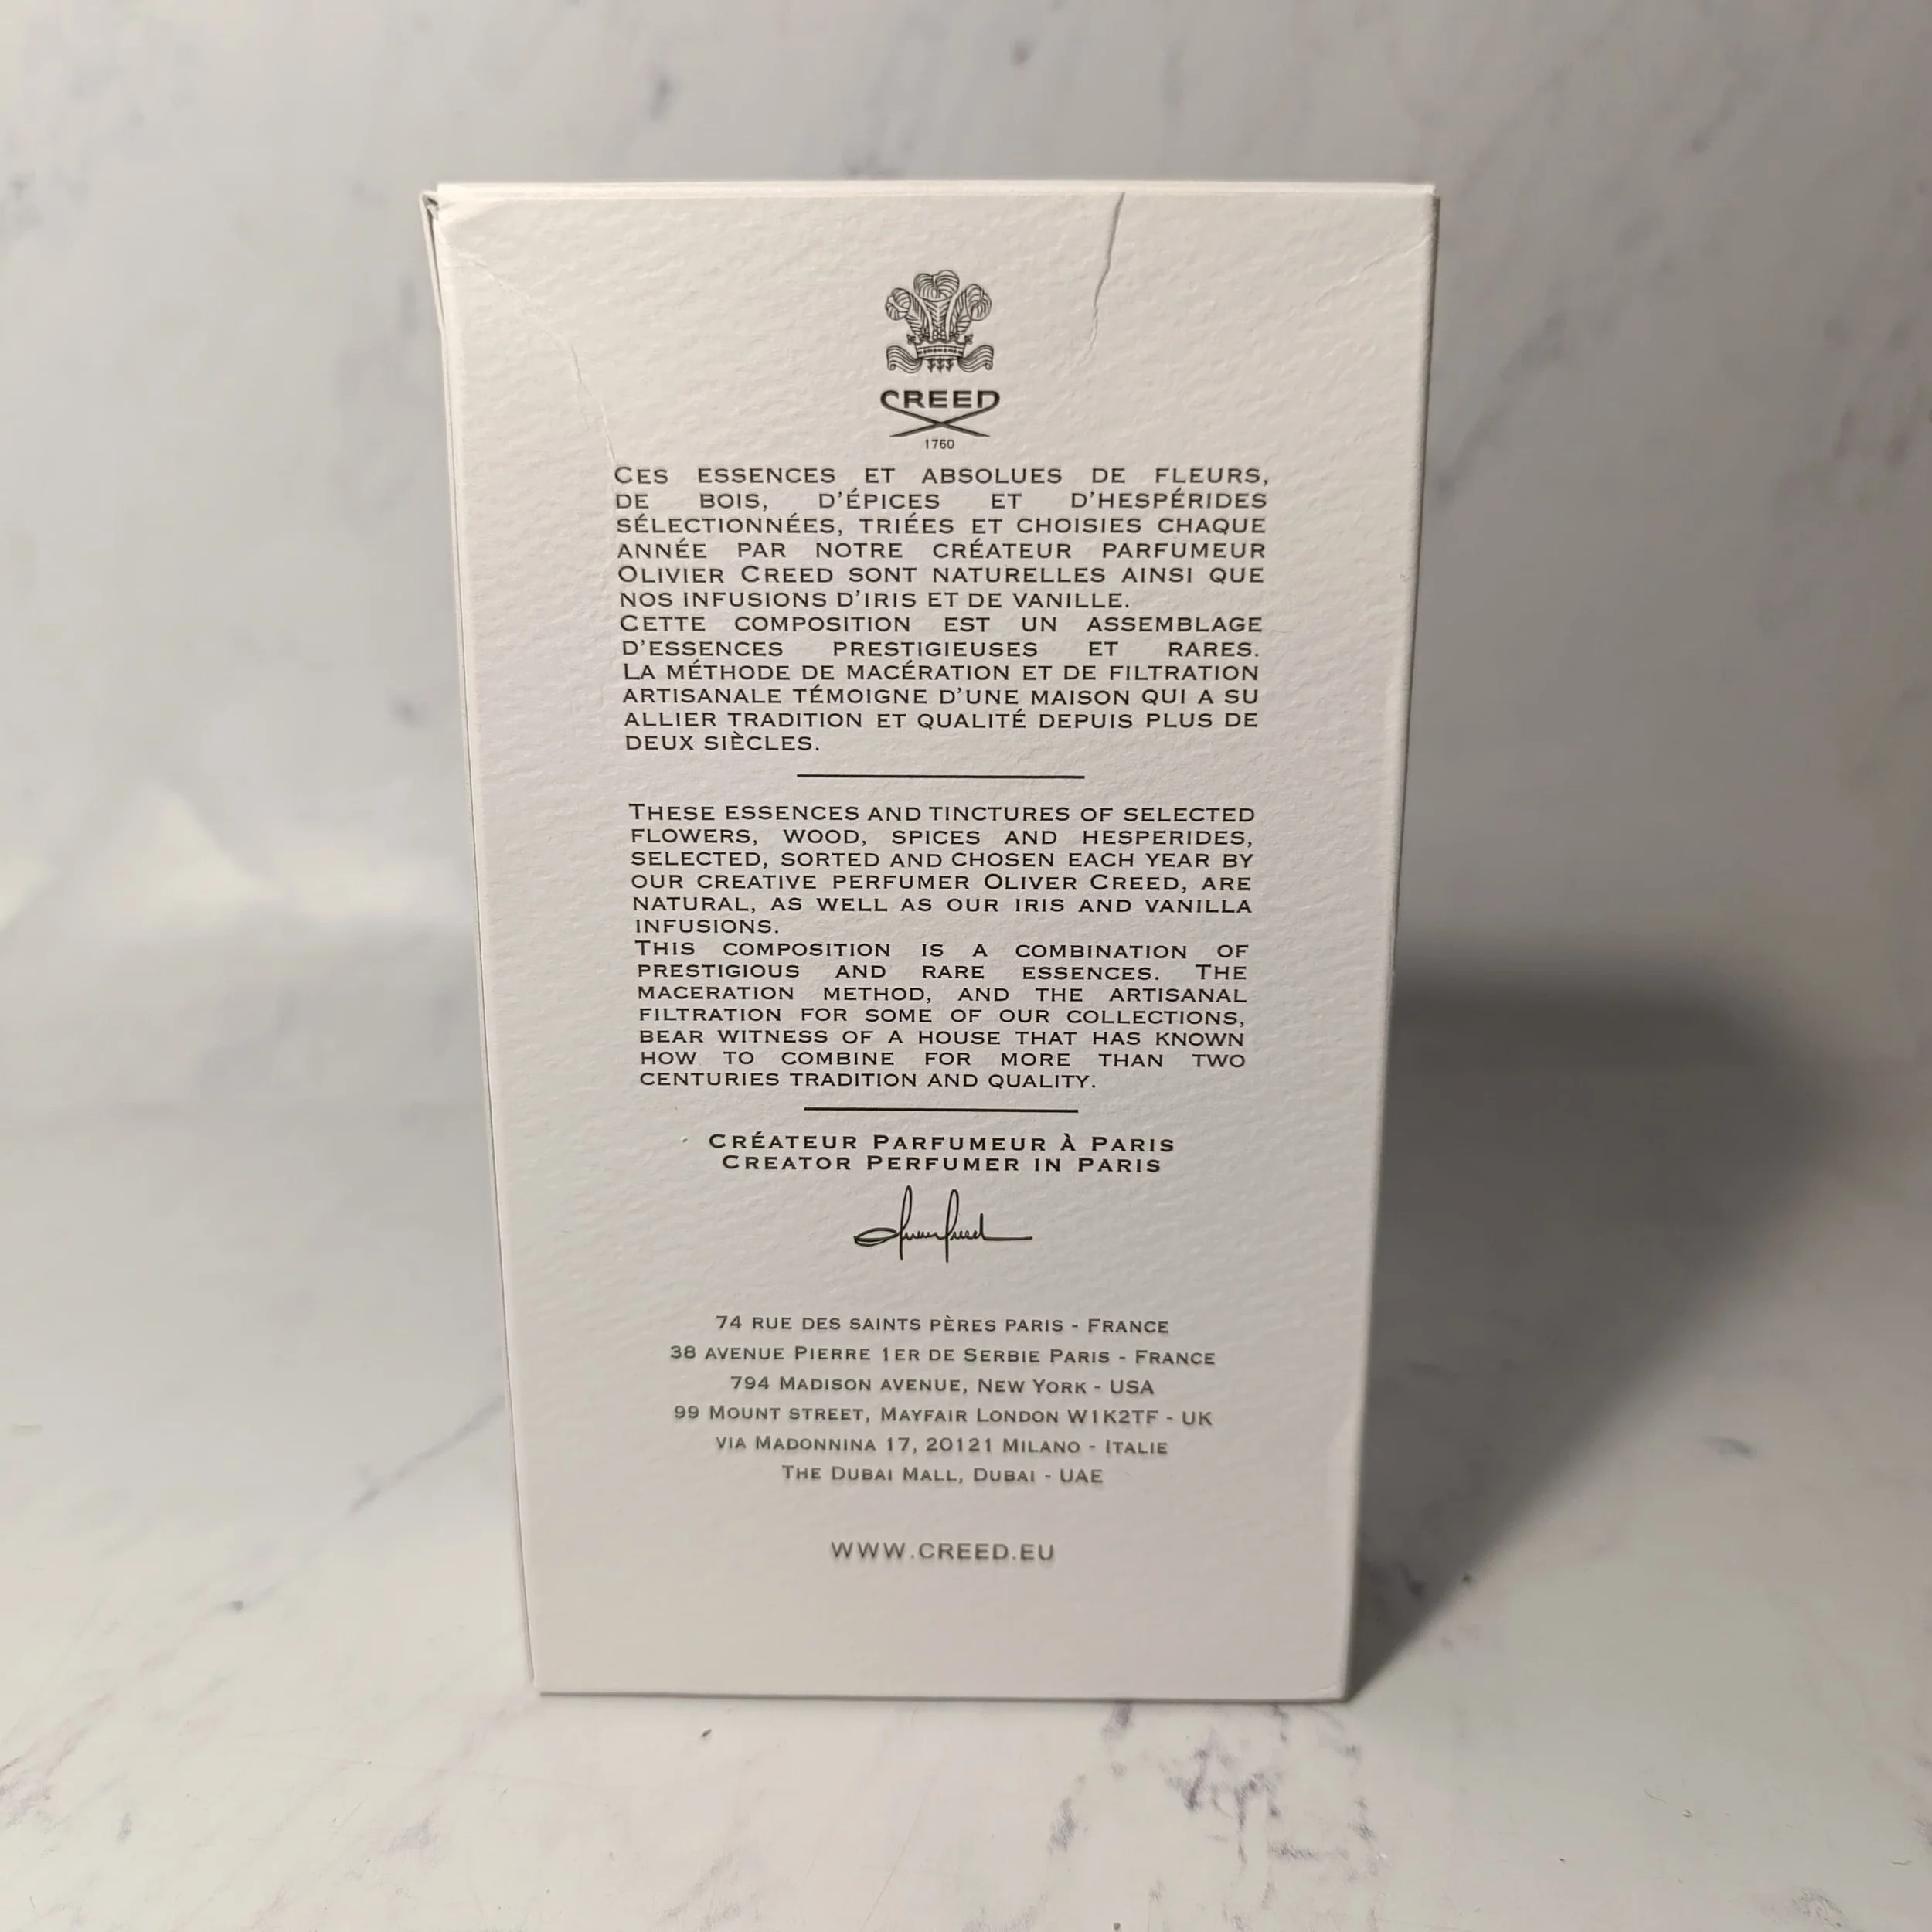 CREED
1760
CES ESSENCES ET ABSOLUES DE FLEURS,
DE BOIS, D'ÉPICES ET D'HESPÉRIDES
SÉLECTIONNÉES, TRIÉES ET CHOISIES CHAQUE
ANNÉE PAR NOTRE CRÉATEUR PARFUMEUR
OLIVIER CREED SONT NATURELLES AINSI QUE
NOS INFUSIONS D'IRIS ET DE VANILLE.
CETTE COMPOSITION EST UN ASSEMBLAGE
D'ESSENCES PRESTIGIEUSES ET RARES.
LA MÉTHODE DE MACÉRATION ET DE FILTRATION
ARTISANALE TÉMOIGNE D'UNE MAISON QUI A SU
ALLIER TRADITION ET QUALITÉ DEPUIS PLUS DE
DEUX SIÈCLES.
THESE ESSENCES AND TINCTURES OF SELECTED
FLOWERS, WOOD, SPICES AND HESPERIDES,
SELECTED, SORTED AND CHOSEN EACH YEAR BY
OUR CREATIVE PERFUMER OLIVER CREED, ARE
NATURAL, AS WELL AS OUR IRIS AND VANILLA
INFUSIONS.
THIS COMPOSITION IS A COMBINATION OF
PRESTIGIOUS AND RARE ESSENCES. THE
MACERATION METHOD, AND THE ARTISANAL
FILTRATION FOR SOME OF OUR COLLECTIONS,
BEAR WITNESS OF A HOUSE THAT HAS KNOWN
HOW TO COMBINE FOR MORE THAN TWO
CENTURIES TRADITION AND QUALITY.
CRÉATEUR PARFUMEUR À PARIS
CREATOR PERFUMER IN PARIS
74 RUE DES SAINTS PÈRES PARIS - FRANCE
38 AVENUE PIERRE 1ER DE SERBIE PARIS - FRANCE
794 MADISON AVENUE, NEW YORK - USA
99 MOUNT STREET, MAYFAIR LONDON W1K2TF - UK
VIA MADONNINA 17, 20121 MILANO - ITALIE
THE DUBAI MALL, DUBAI - UAE
WWW.CREED.EU